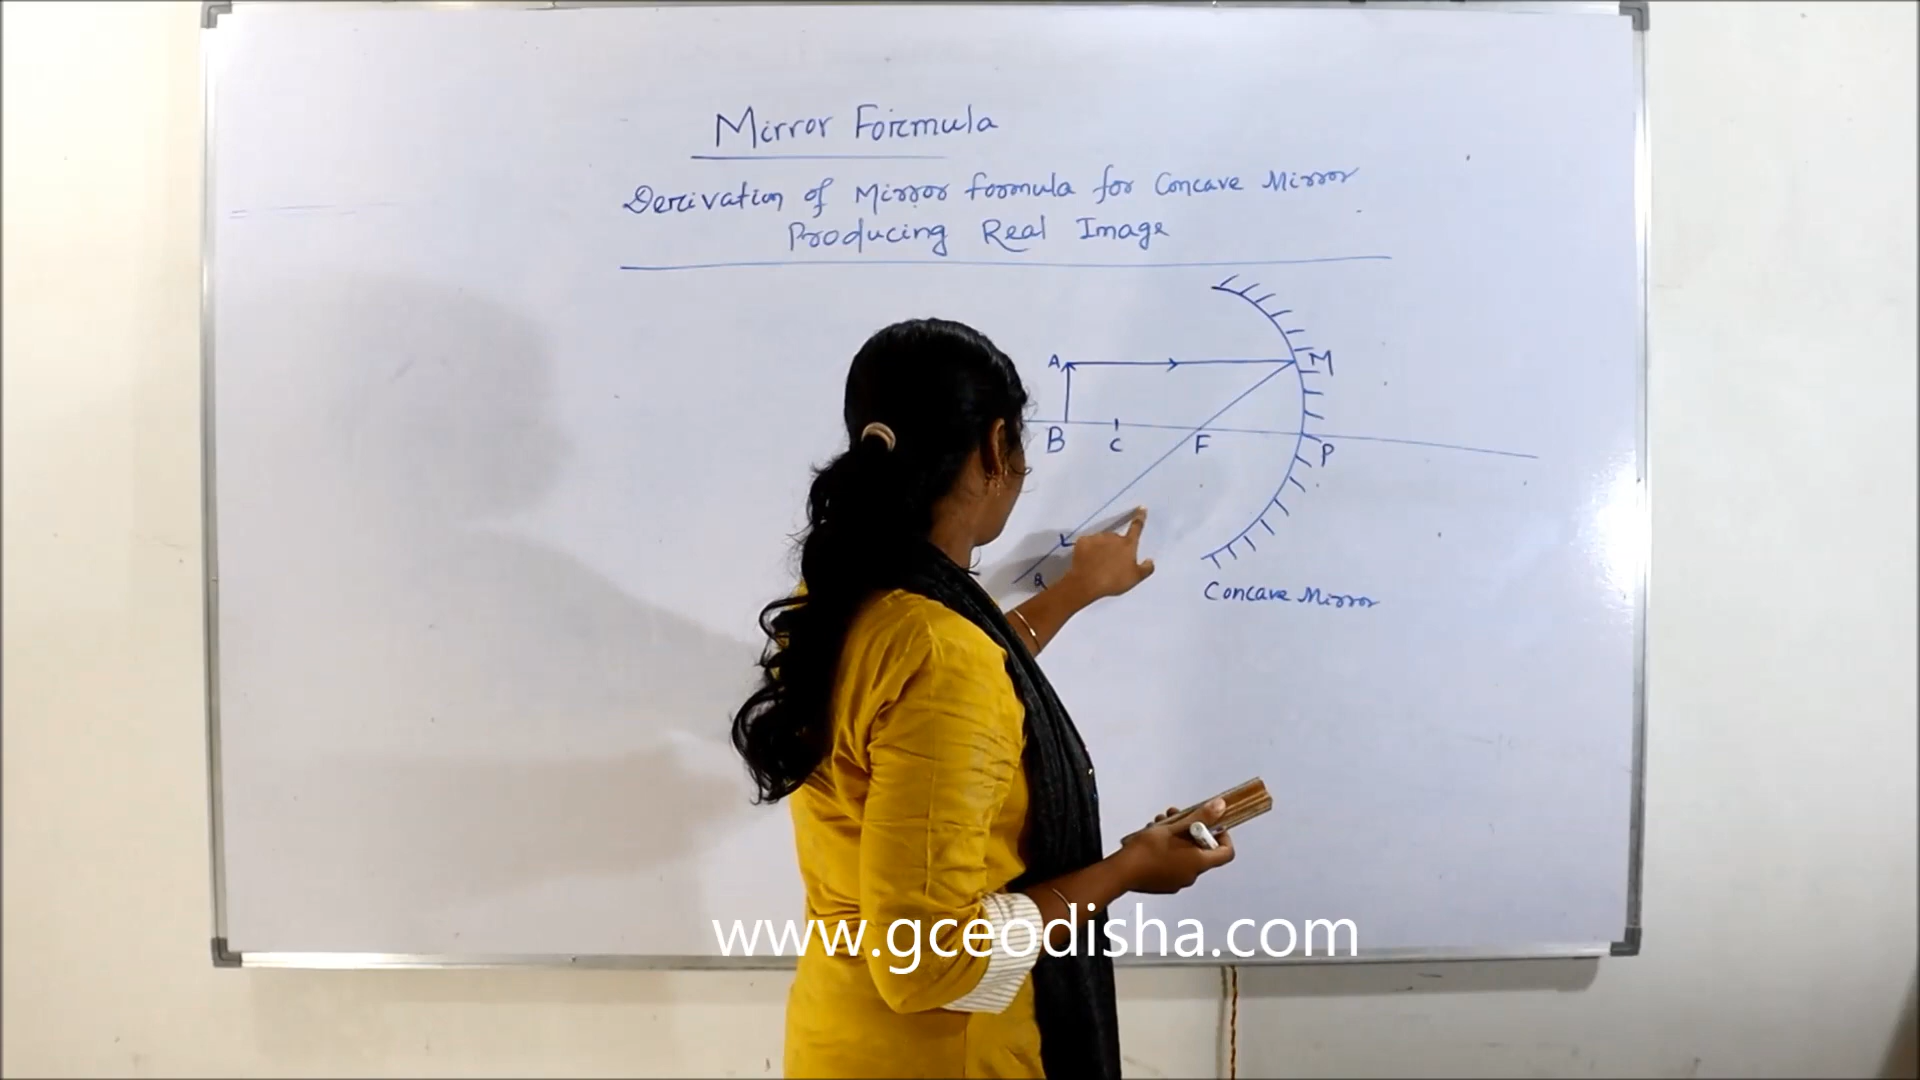 Mirror Formula
Derivation of Mirror formula for Concave Mirror
Producing Real Image
A
M
B
C
F
P
R
Concave Mirror
www.gceodisha.com